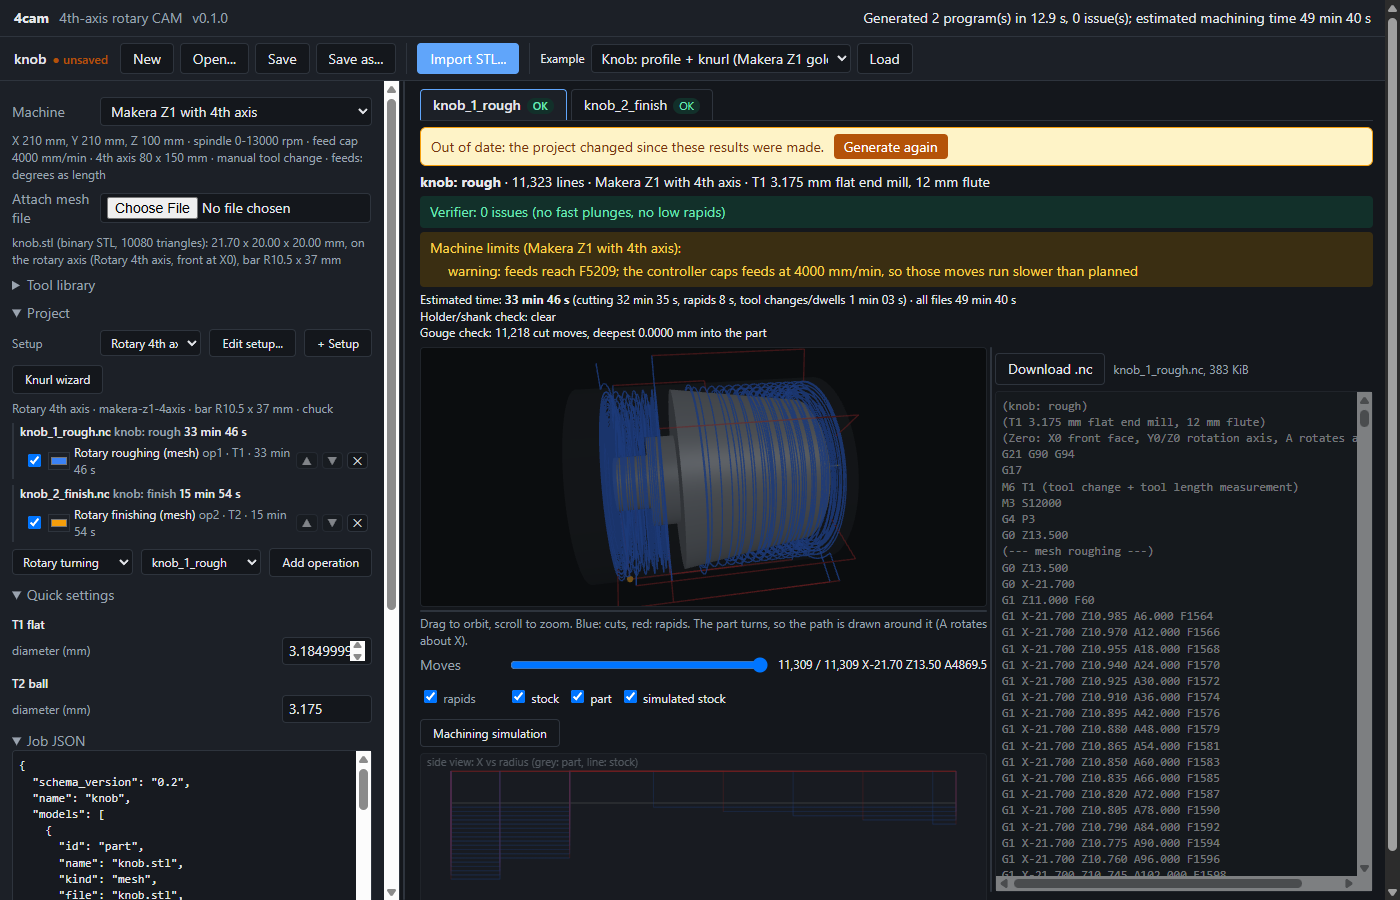 4cam 4th-axis rotary CAM v0.1.0
Generated 2 program(s) in 12.9 s, 0 issue(s); estimated machining time 49 min 40 s
knob • unsaved New Open... Save Save as... Import STL... Example Knob: profile + knurl (Makera Z1 gol Load
Machine Makera Z1 with 4th axis
X 210 mm, Y 210 mm, Z 100 mm · spindle 0-13000 rpm · feed cap
4000 mm/min · 4th axis 80 x 150 mm · manual tool change · feeds:
degrees as length
Attach mesh
file
Choose File No file chosen
knob.stl (binary STL, 10080 triangles): 21.70 x 20.00 x 20.00 mm, on
the rotary axis (Rotary 4th axis, front at X0), bar R10.5 x 37 mm
▶ Tool library
▼ Project
Setup Rotary 4th a Edit setup... + Setup
Knurl wizard
Rotary 4th axis · makera-z1-4axis · bar R10.5 x 37 mm · chuck
knob_1_rough.nc knob: rough 33 min 46 s
Rotary roughing (mesh) op1 · T1 · 33 min
46 s
▲ ▼ ✕
knob_2_finish.nc knob: finish 15 min 54 s
Rotary finishing (mesh) op2 · T2 · 15 min
54 s
▲ ▼ ✕
Rotary turning knob_1_rough Add operation
▼ Quick settings
T1 flat
diameter (mm) 3.1849999
T2 ball
diameter (mm) 3.175
▼ Job JSON
{
"schema_version": "0.2",
"name": "knob",
"models": [
{
"id": "part",
"name": "knob.stl",
"kind": "mesh",
"file": "knob.stl",
knob_1_rough OK knob_2_finish OK
Out of date: the project changed since these results were made. Generate again
knob: rough · 11,323 lines · Makera Z1 with 4th axis · T1 3.175 mm flat end mill, 12 mm flute
Verifier: 0 issues (no fast plunges, no low rapids)
Machine limits (Makera Z1 with 4th axis):
warning: feeds reach F5209; the controller caps feeds at 4000 mm/min, so those moves run slower than planned
Estimated time: 33 min 46 s (cutting 32 min 35 s, rapids 8 s, tool changes/dwells 1 min 03 s) · all files 49 min 40 s
Holder/shank check: clear
Gouge check: 11,218 cut moves, deepest 0.0000 mm into the part
Drag to orbit, scroll to zoom. Blue: cuts, red: rapids. The part turns, so the path is drawn around it (A rotates
about X).
Moves 11,309 / 11,309 X-21.70 Z13.50 A4869.5
rapids stock part simulated stock
Machining simulation
side view: X vs radius (grey: part, line: stock)
Download .nc knob_1_rough.nc, 383 KiB
(knob: rough)
(T1 3.175 mm flat end mill, 12 mm flute)
(Zero: X0 front face, Y0/Z0 rotation axis, A rotates a
G21 G90 G94
G17
M6 T1 (tool change + tool length measurement)
M3 S12000
G4 P3
G0 Z13.500
(--- mesh roughing ---)
G0 Z13.500
G0 X-21.700
G1 Z11.000 F60
G1 X-21.700 Z10.985 A6.000 F1564
G1 X-21.700 Z10.970 A12.000 F1566
G1 X-21.700 Z10.955 A18.000 F1568
G1 X-21.700 Z10.940 A24.000 F1570
G1 X-21.700 Z10.925 A30.000 F1572
G1 X-21.700 Z10.910 A36.000 F1574
G1 X-21.700 Z10.895 A42.000 F1576
G1 X-21.700 Z10.880 A48.000 F1579
G1 X-21.700 Z10.865 A54.000 F1581
G1 X-21.700 Z10.850 A60.000 F1583
G1 X-21.700 Z10.835 A66.000 F1585
G1 X-21.700 Z10.820 A72.000 F1587
G1 X-21.700 Z10.805 A78.000 F1590
G1 X-21.700 Z10.790 A84.000 F1592
G1 X-21.700 Z10.775 A90.000 F1594
G1 X-21.700 Z10.760 A96.000 F1596
G1 X-21.700 Z10.745 A102.000 F1598